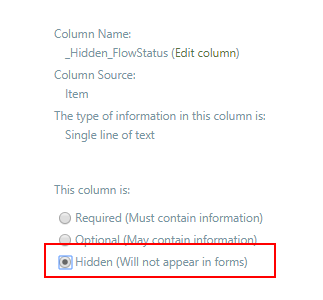 Column Name:
_Hidden_FlowStatus (Edit column)
Column Source:
Item
The type of information in this column is:
Single line of text
This column is:
Required (Must contain information)
Optional (May contain information)
Hidden (Will not appear in forms)